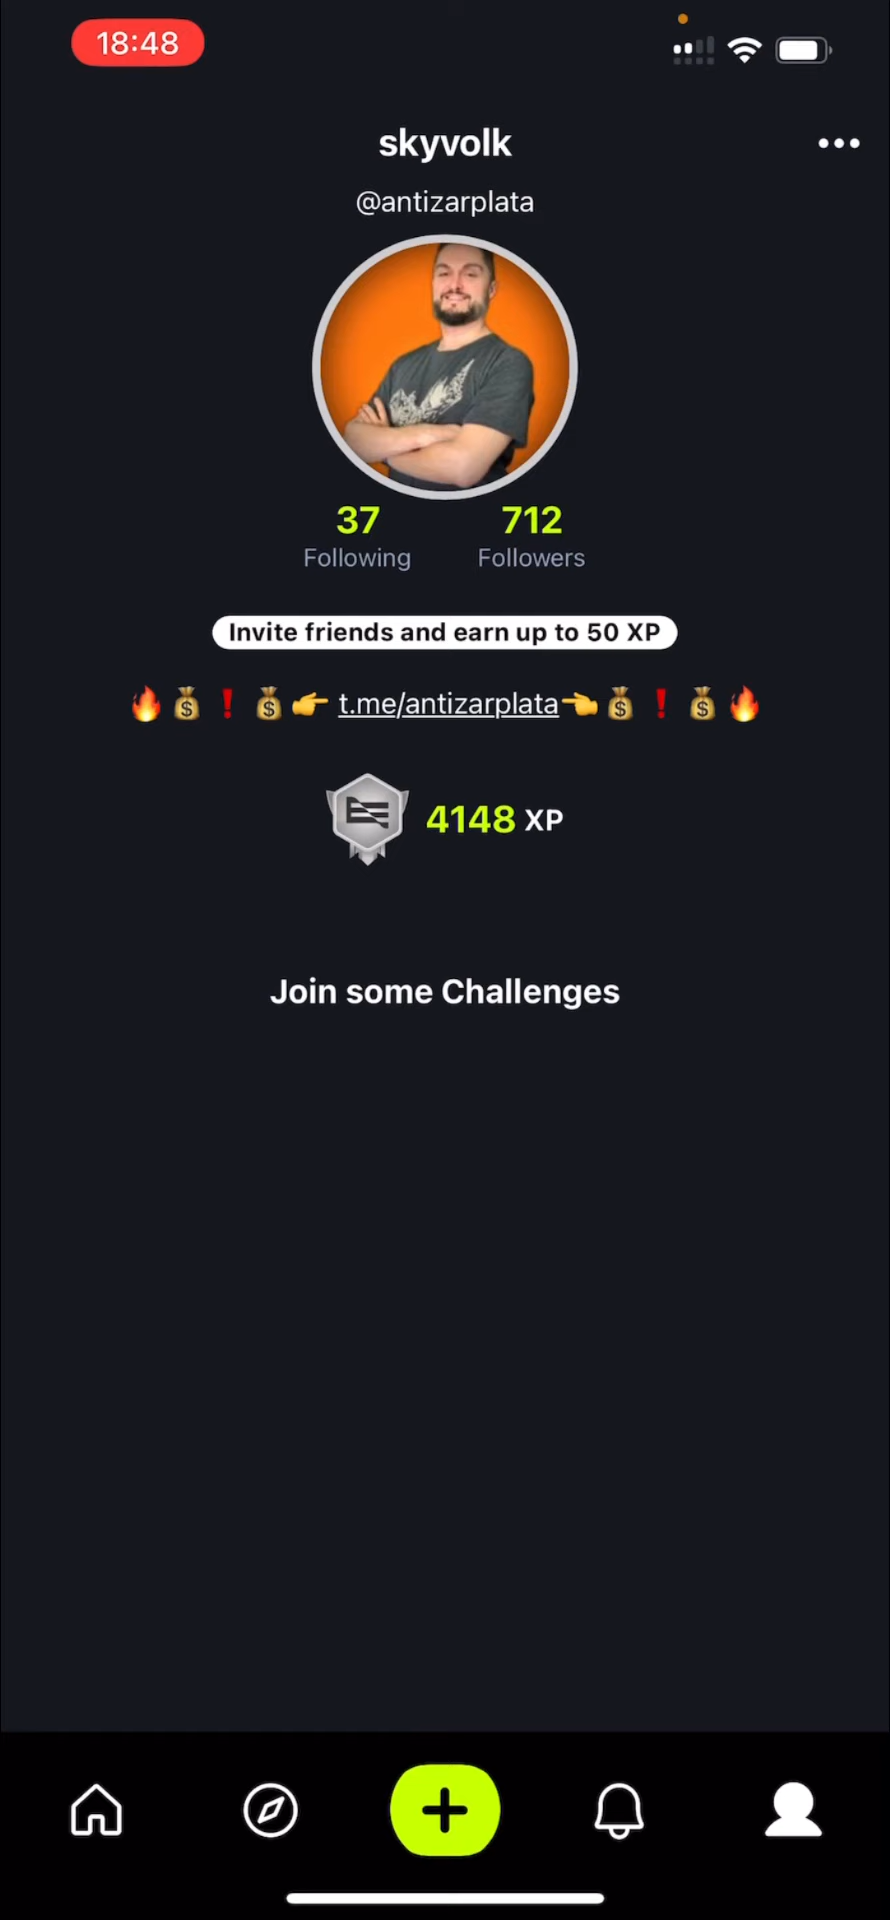 18:48
skyvolk
@antizarplata
37 712
Following Followers
Invite friends and earn up to 50 XP
🔥💰❗💰👉 t.me/antizarplata👈💰❗💰🔥
4148 XP
Join some Challenges